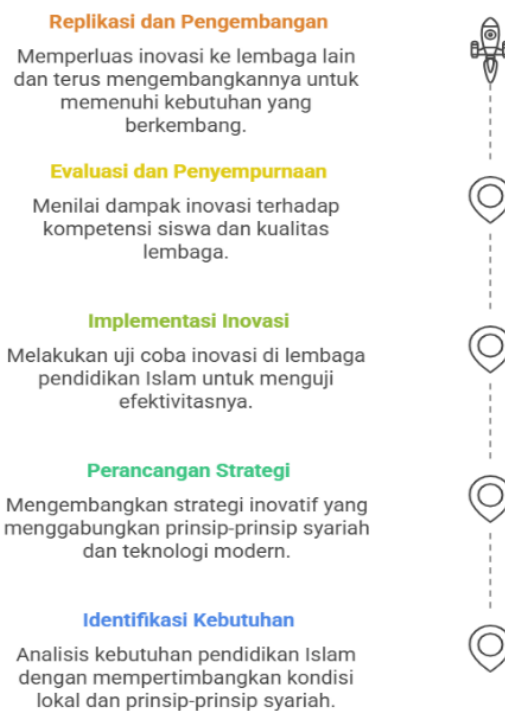 Replikasi dan Pengembangan
Memperluas inovasi ke lembaga lain
dan terus mengembangkannya untuk
memenuhi kebutuhan yang
berkembang.
Evaluasi dan Penyempurnaan
Menilai dampak inovasi terhadap
kompetensi siswa dan kualitas
lembaga.
Implementasi Inovasi
Melakukan uji coba inovasi di lembaga
pendidikan Islam untuk menguji
efektivitasnya.
Perancangan Strategi
Mengembangkan strategi inovatif yang
menggabungkan prinsip-prinsip syariah
dan teknologi modern.
Identifikasi Kebutuhan
Analisis kebutuhan pendidikan Islam
dengan mempertimbangkan kondisi
lokal dan prinsip-prinsip syariah.